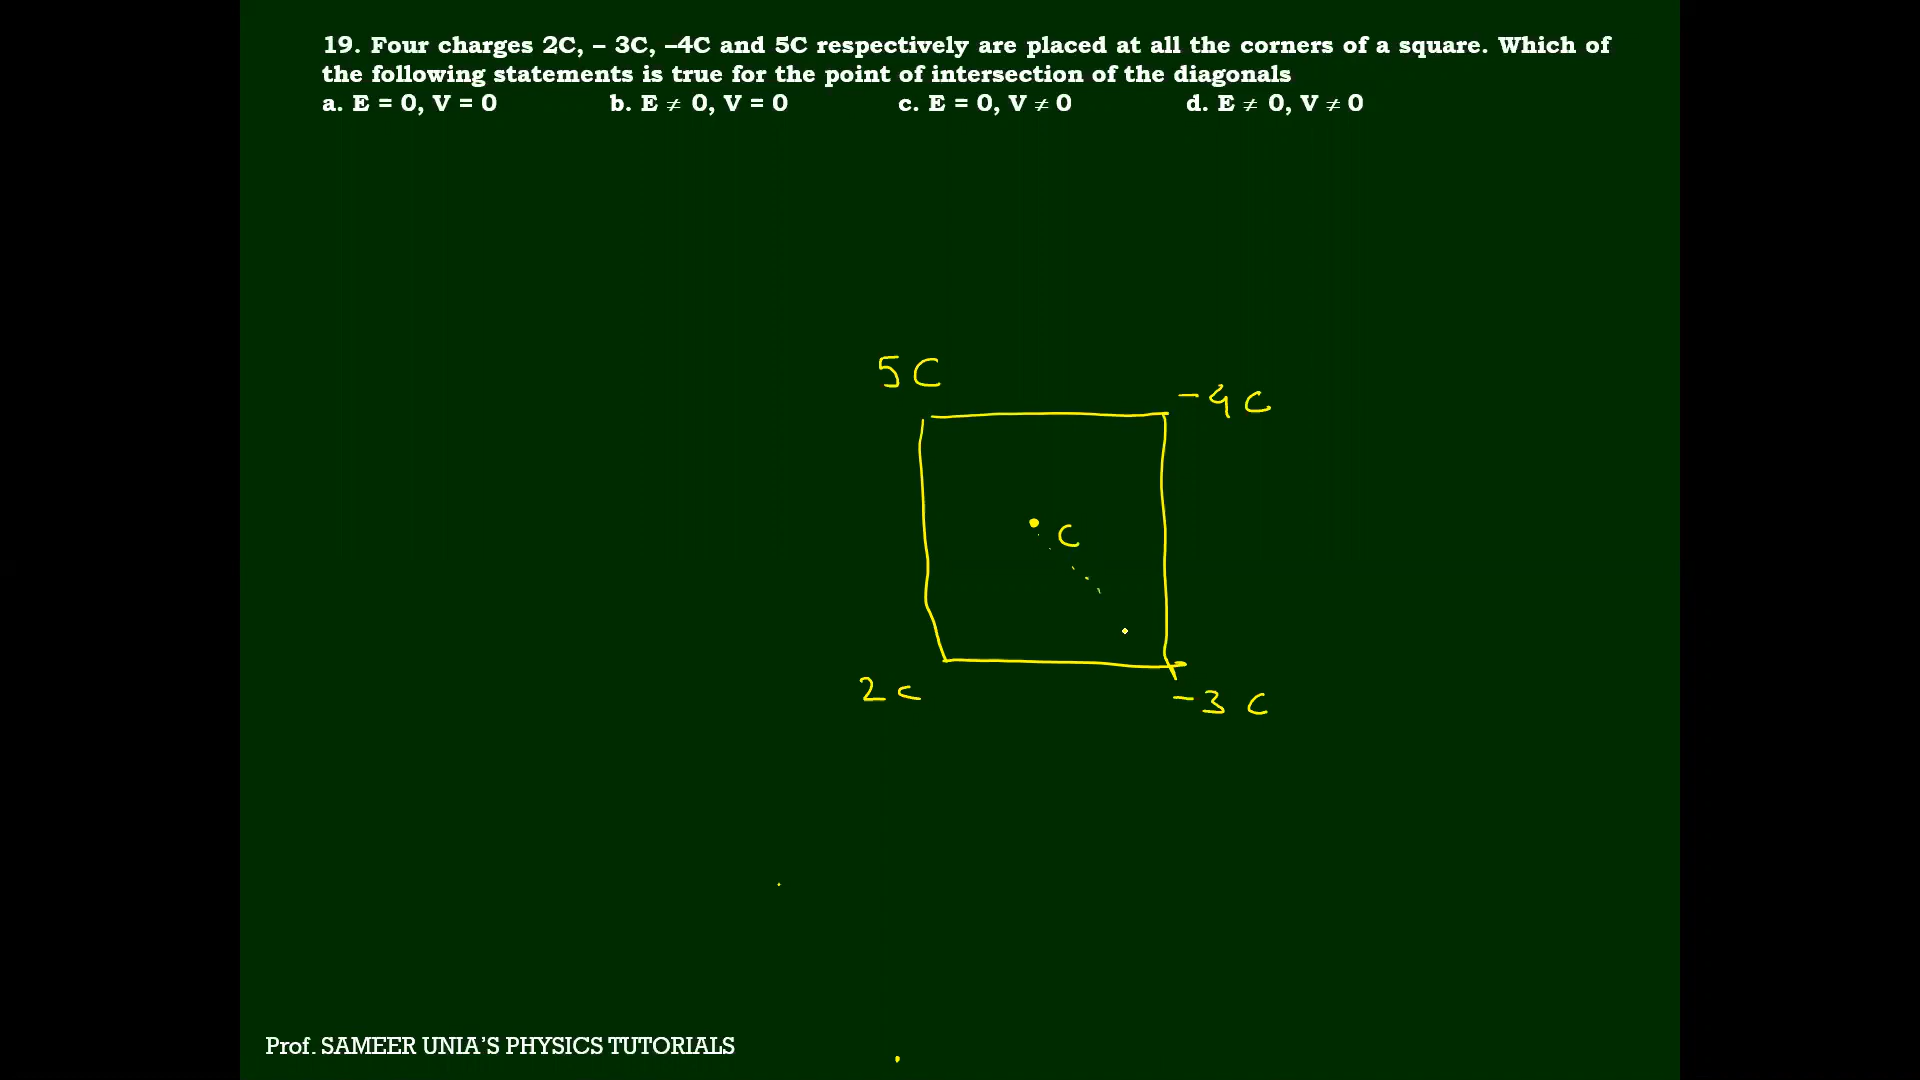 19. Four charges 2C, – 3C, –4C and 5C respectively are placed at all the corners of a square. Which of
the following statements is true for the point of intersection of the diagonals
a. E = 0, V = 0 b. E ≠ 0, V = 0 c. E = 0, V ≠ 0 d. E ≠ 0, V ≠ 0
5C
-4C
C
2C
-3C
Prof. SAMEER UNIA'S PHYSICS TUTORIALS